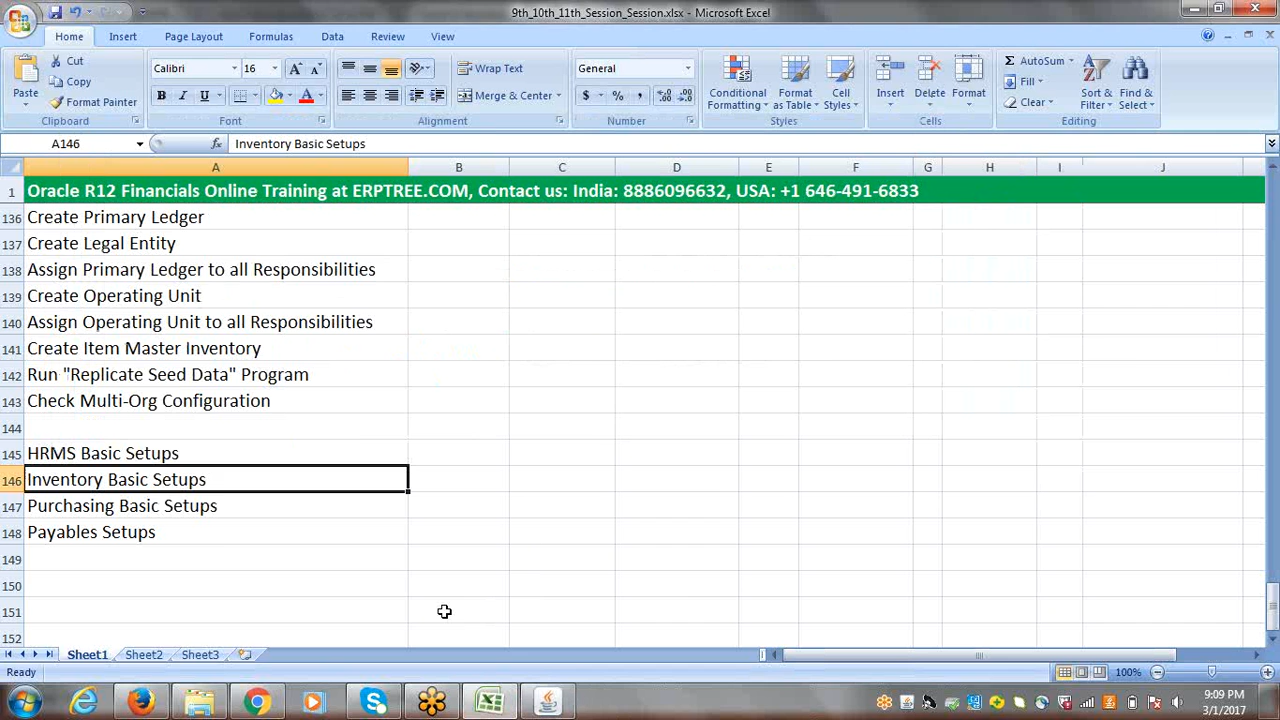 9th_10th_11th_Session_Session.xlsx - Microsoft Excel
Home Insert Page Layout Formulas Data Review View
Paste Cut Copy Format Painter Clipboard
Calibri 16 B I U A Font
Wrap Text Merge & Center Alignment
General $ % , Number
Conditional Formatting Format as Table Cell Styles Styles
Insert Delete Format Cells
Σ AutoSum Fill Clear Sort & Filter Find & Select Editing
A146 fx Inventory Basic Setups
A B C D E F G H I J
1 Oracle R12 Financials Online Training at ERPTREE.COM, Contact us: India: 8886096632, USA: +1 646-491-6833
136 Create Primary Ledger
137 Create Legal Entity
138 Assign Primary Ledger to all Responsibilities
139 Create Operating Unit
140 Assign Operating Unit to all Responsibilities
141 Create Item Master Inventory
142 Run "Replicate Seed Data" Program
143 Check Multi-Org Configuration
144
145 HRMS Basic Setups
146 Inventory Basic Setups
147 Purchasing Basic Setups
148 Payables Setups
149
150
151
152
Sheet1 Sheet2 Sheet3
Ready 100%
9:09 PM
3/1/2017